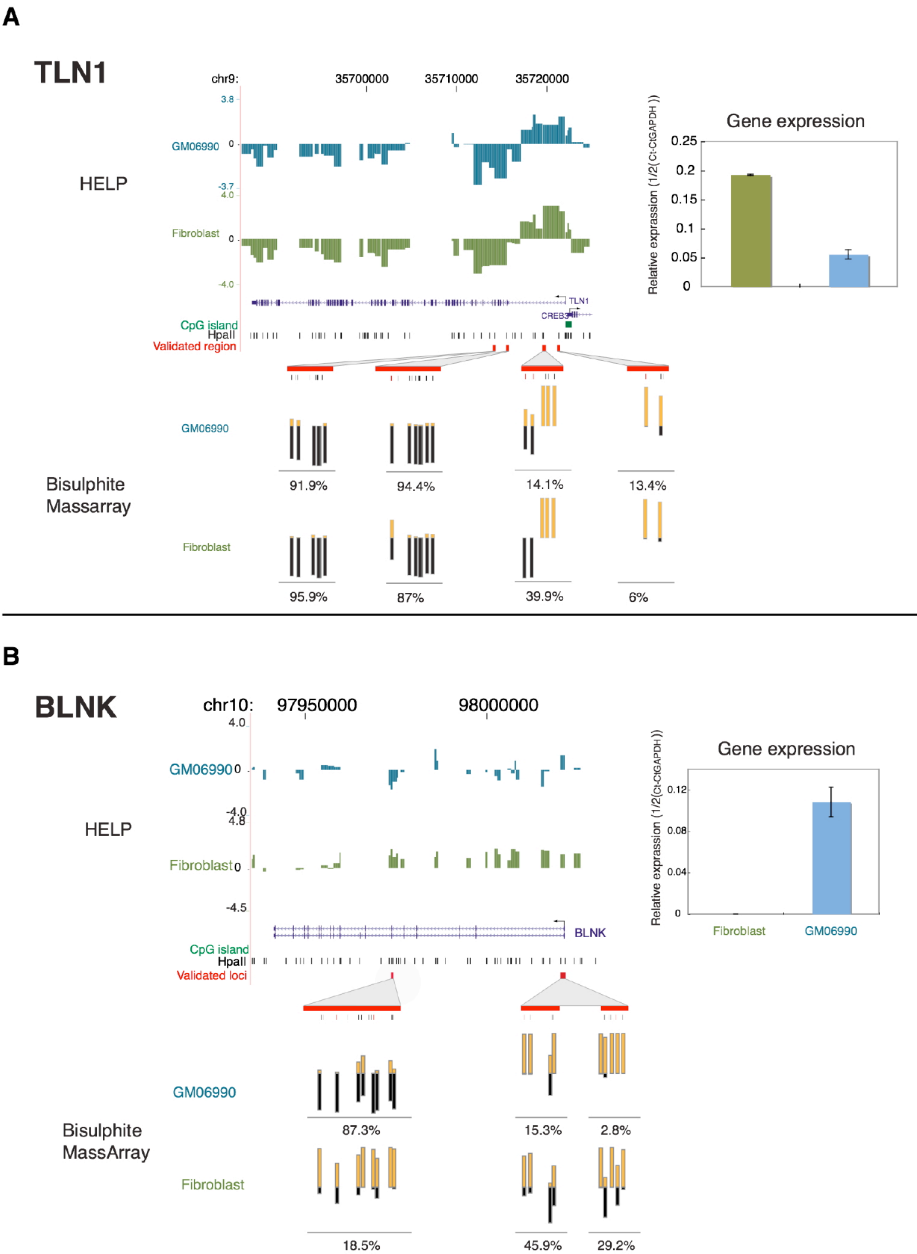 A
TLN1
chr9: 35700000 35710000 35720000
3.8
GM06990 0
-3.7
HELP
4.0
Fibroblast 0
-4.0
TLN1
CREB3
CpG island
HpaII
Validated region
Gene expression
Relative exprassion (1/2(Ct-CtGAPDH))
0.25
0.2
0.15
0.1
0.05
0
GM06990
91.9% 94.4% 14.1% 13.4%
Bisulphite
Massarray
Fibroblast
95.9% 87% 39.9% 6%
B
BLNK
chr10: 97950000 98000000
4.0
GM06990 0
-4.0
HELP
4.8
Fibroblast 0
-4.5
BLNK
CpG island
HpaII
Validated loci
Gene expression
Relative exprassion (1/2(Ct-CtGAPDH))
0.12
0.08
0.04
0
Fibroblast GM06990
GM06990
87.3% 15.3% 2.8%
Bisulphite
MassArray
Fibroblast
18.5% 45.9% 29.2%